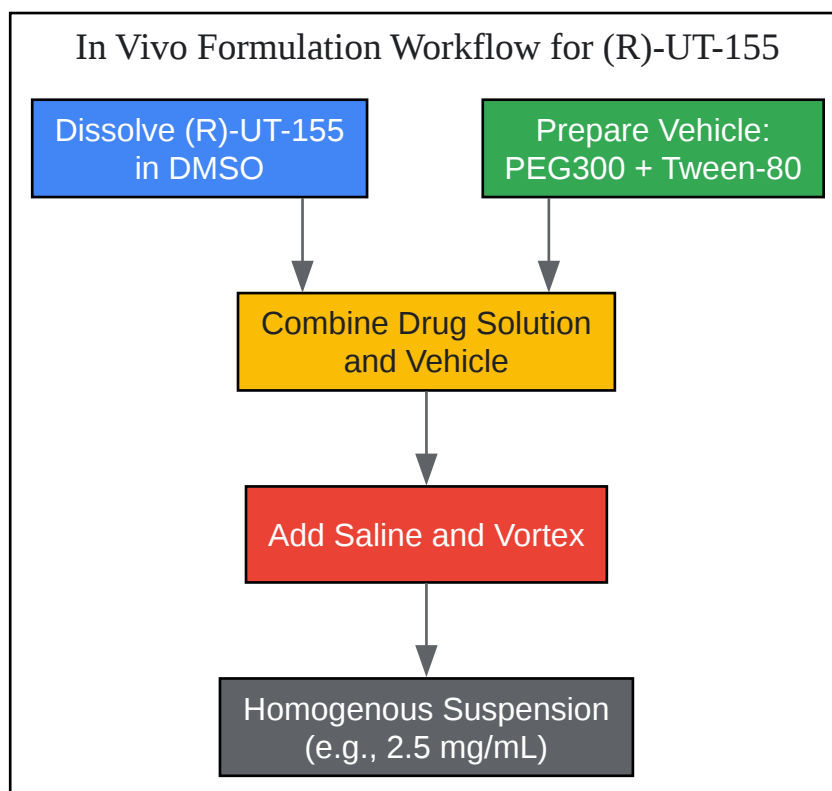 In Vivo Formulation Workflow for (R)-UT-155
Dissolve (R)-UT-155
in DMSO
Prepare Vehicle:
PEG300 + Tween-80
Combine Drug Solution
and Vehicle
Add Saline and Vortex
Homogenous Suspension
(e.g., 2.5 mg/mL)